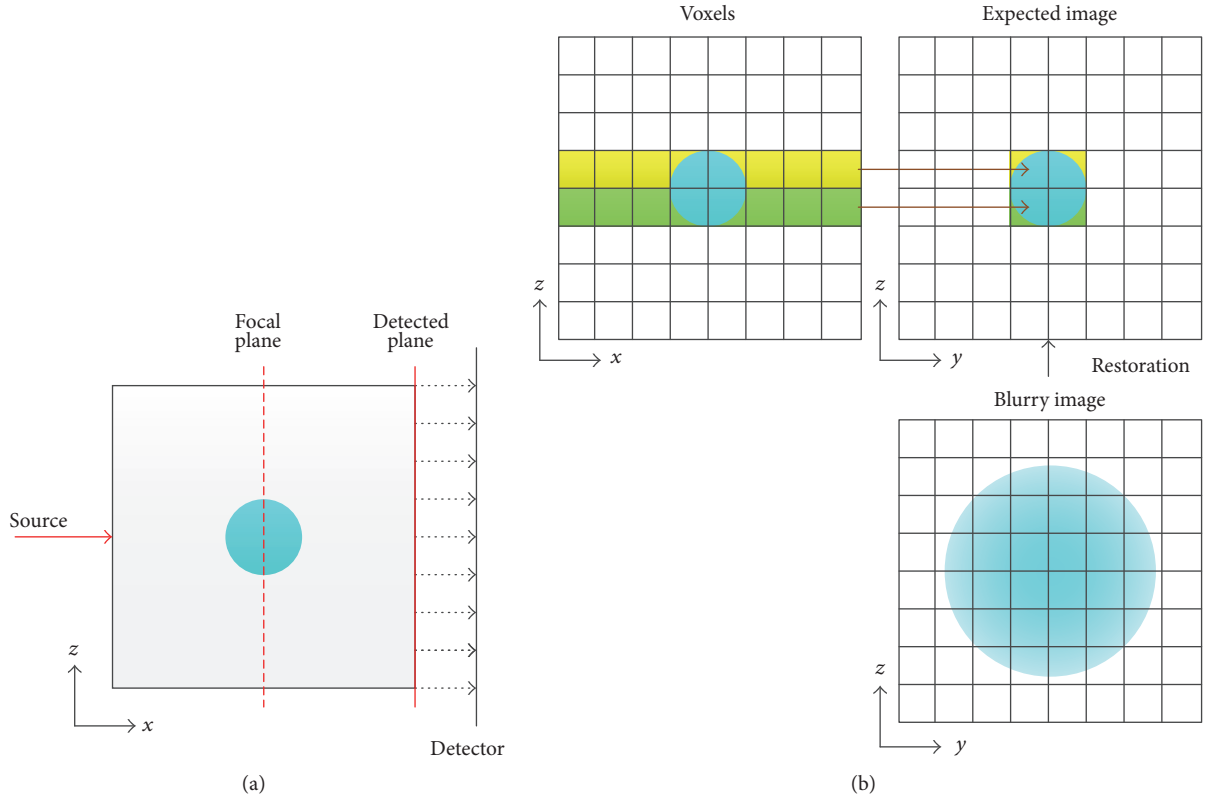 Focal
plane
Detected
plane
Source
z
x
Detector
(a)
Voxels
Expected image
z
x
z
y
Restoration
Blurry image
z
y
(b)